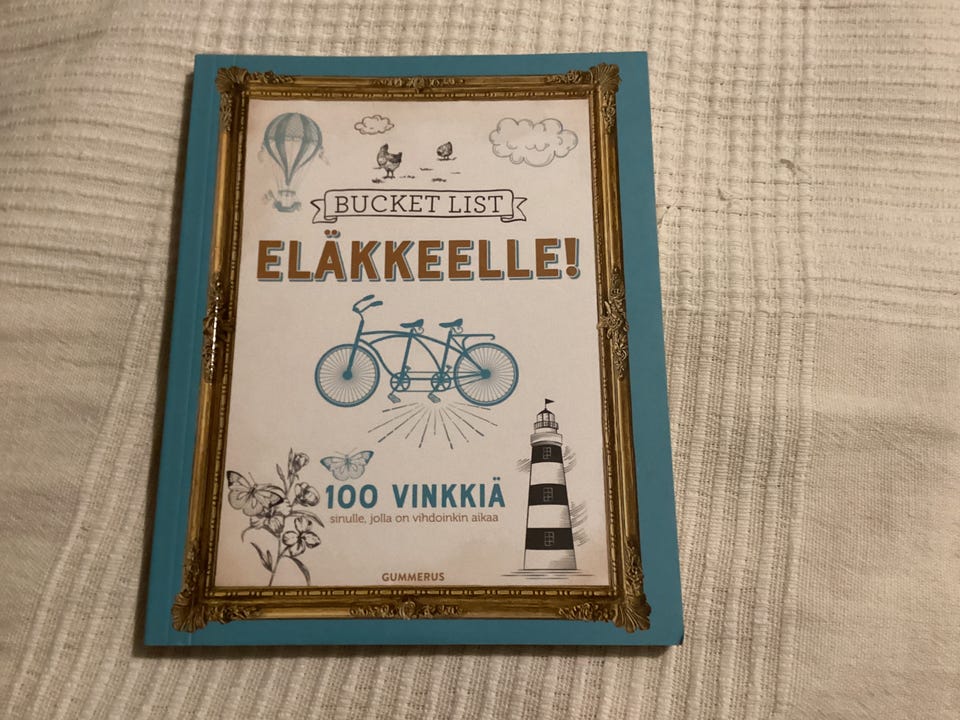 BUCKET LIST
ELÄKKEELLE!
100 VINKKIÄ
sinulle, jolla on vihdoinkin aikaa
GUMMERUS